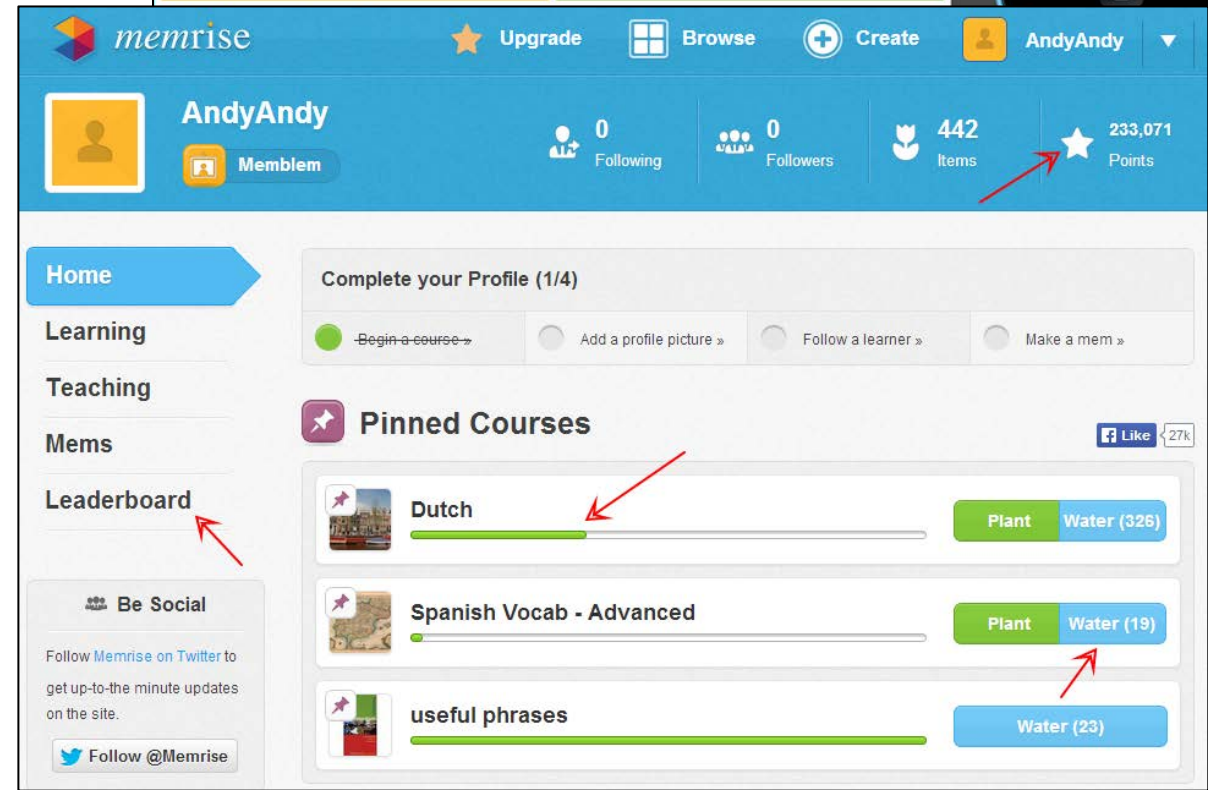 memrise
Upgrade
Browse
Create
AndyAndy
AndyAndy
Memblem
0
Following
0
Followers
442
Items
233,071
Points
Home
Learning
Teaching
Mems
Leaderboard
Complete your Profile (1/4)
Begin a course »
Add a profile picture »
Follow a learner »
Make a mem »
Pinned Courses
Like
27k
Dutch
Plant
Water (326)
Spanish Vocab - Advanced
Plant
Water (19)
useful phrases
Water (23)
Be Social
Follow Memrise on Twitter to
get up-to-the minute updates
on the site.
Follow @Memrise